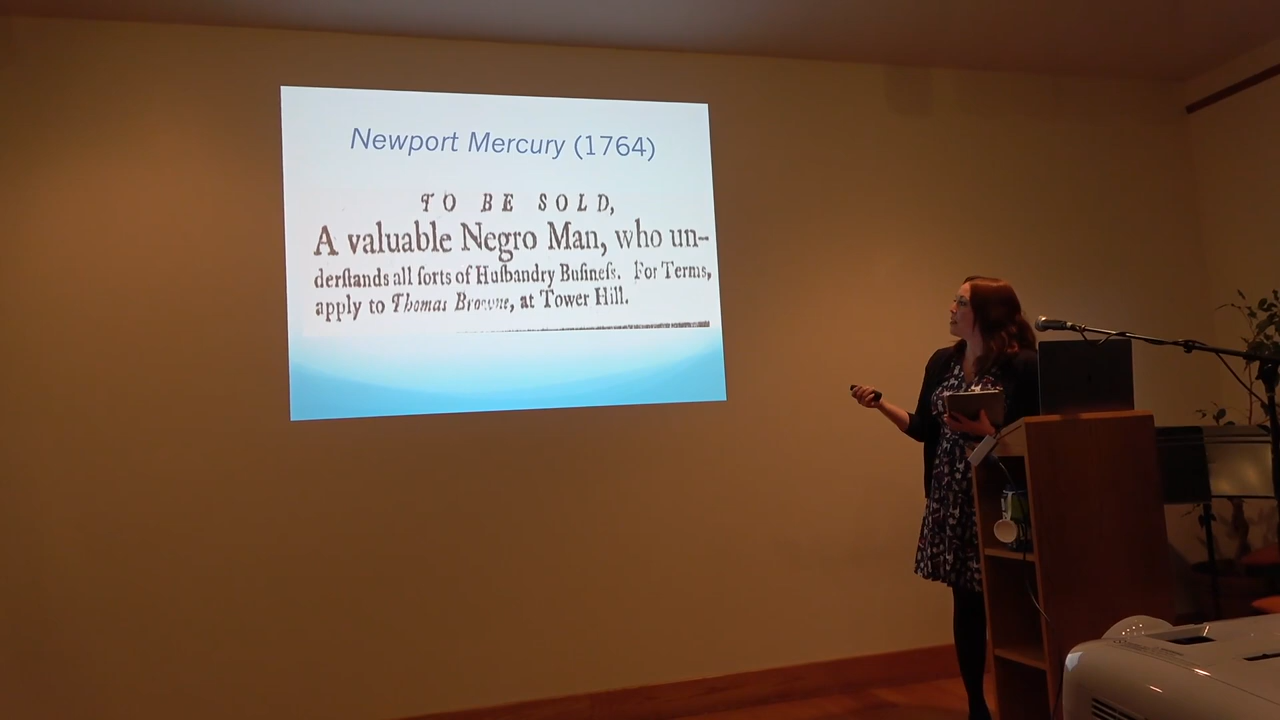 Newport Mercury (1764)
TO BE SOLD,
A valuable Negro Man, who un-
derſtands all ſorts of Huſbandry Buſineſs. For Terms,
apply to Thomas Browne, at Tower Hill.